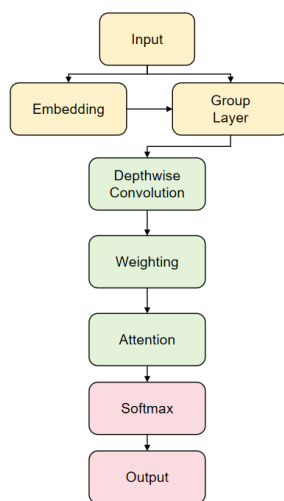 Input
Embedding
Group
Layer
Depthwise
Convolution
Weighting
Attention
Softmax
Output